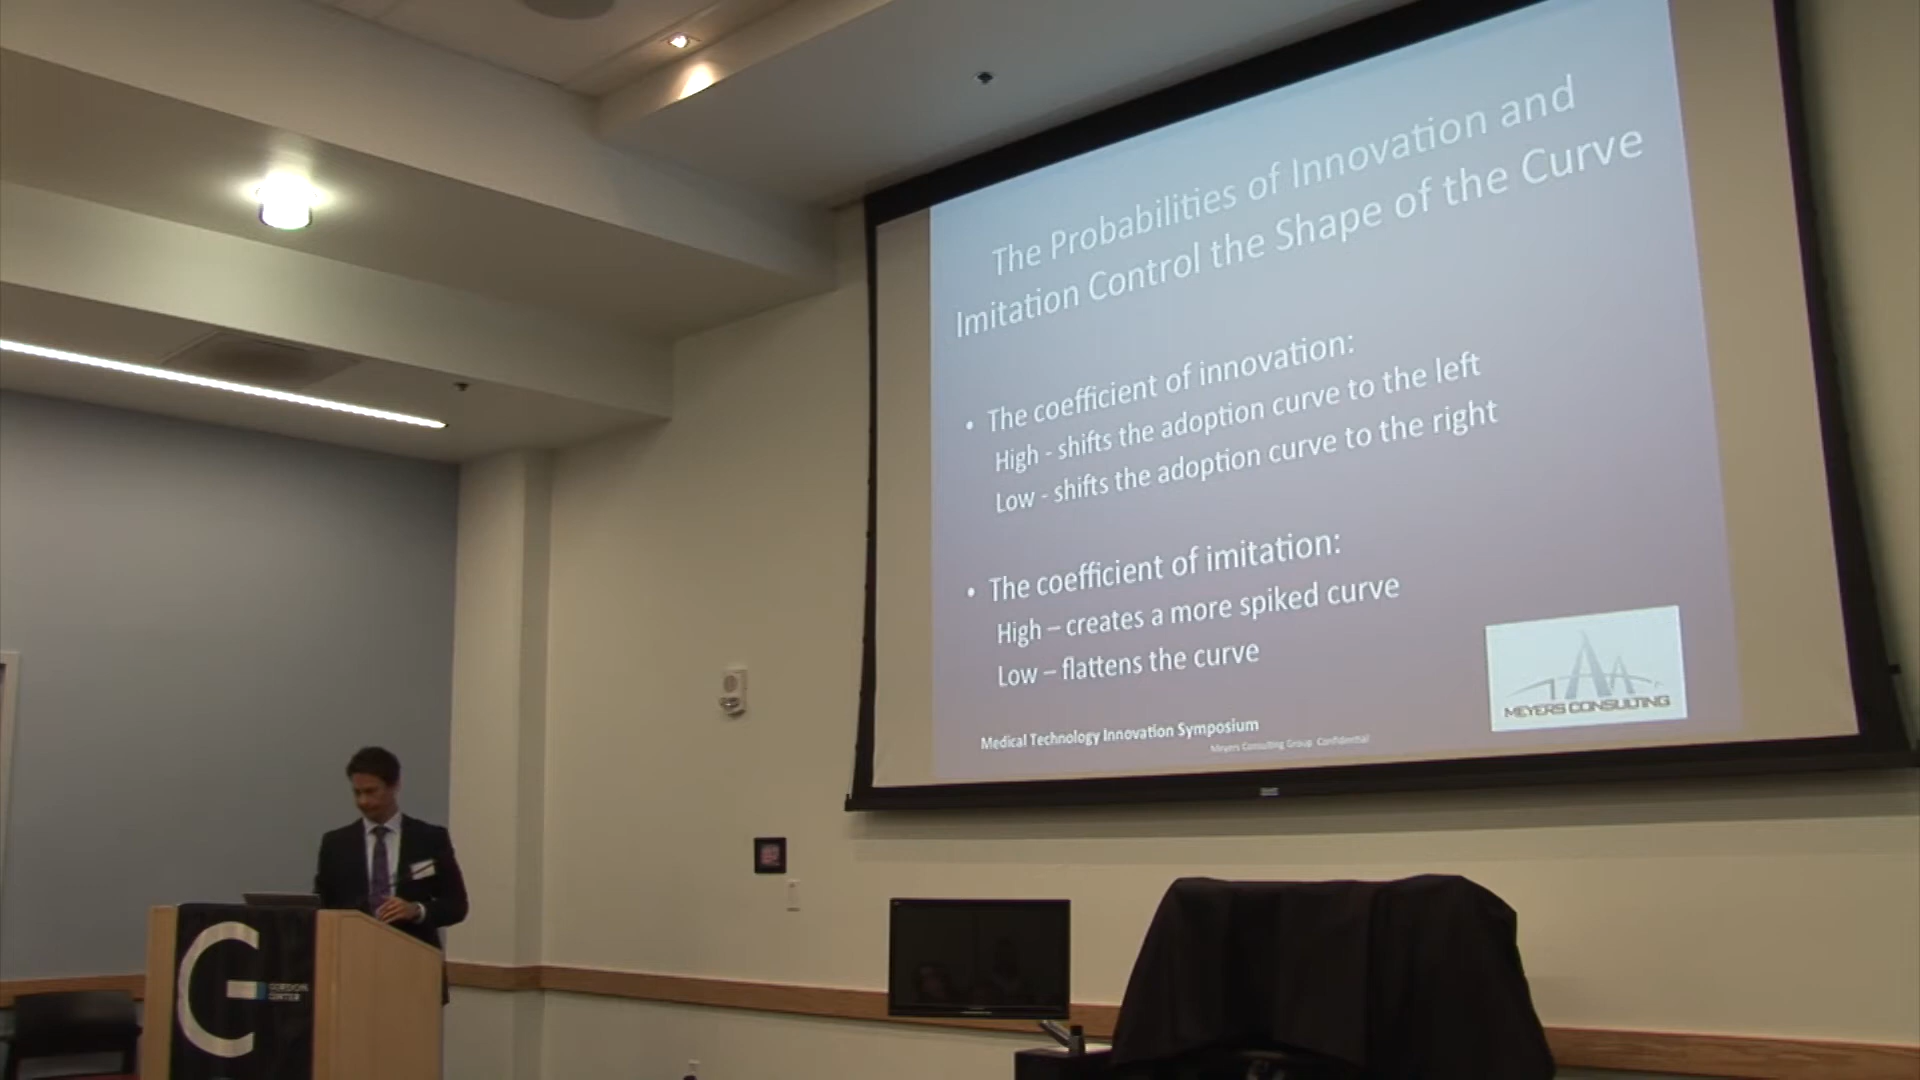 The Probabilities of Innovation and
Imitation Control the Shape of the Curve
• The coefficient of innovation:
High - shifts the adoption curve to the left
Low - shifts the adoption curve to the right
• The coefficient of imitation:
High – creates a more spiked curve
Low – flattens the curve
MEYERS CONSULTING
Medical Technology Innovation Symposium
Meyers Consulting Group Confidential
G
GORDON
CENTER